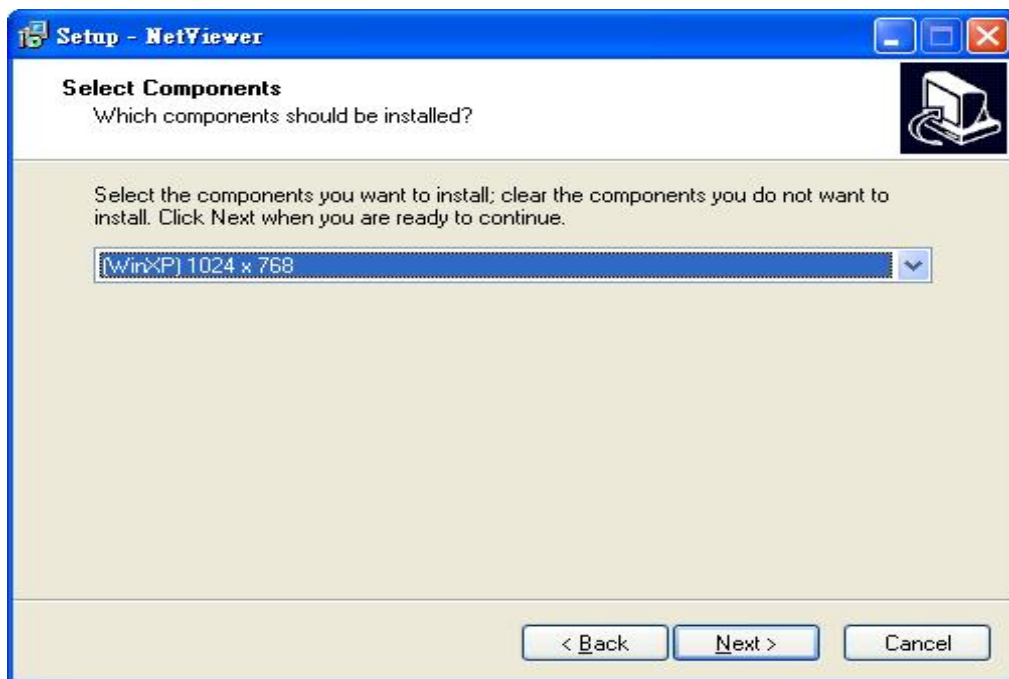 Setup - NetViewer
Select Components
Which components should be installed?
Select the components you want to install; clear the components you do not want to
install. Click Next when you are ready to continue.
(WinXP) 1024 x 768
< Back
Next >
Cancel